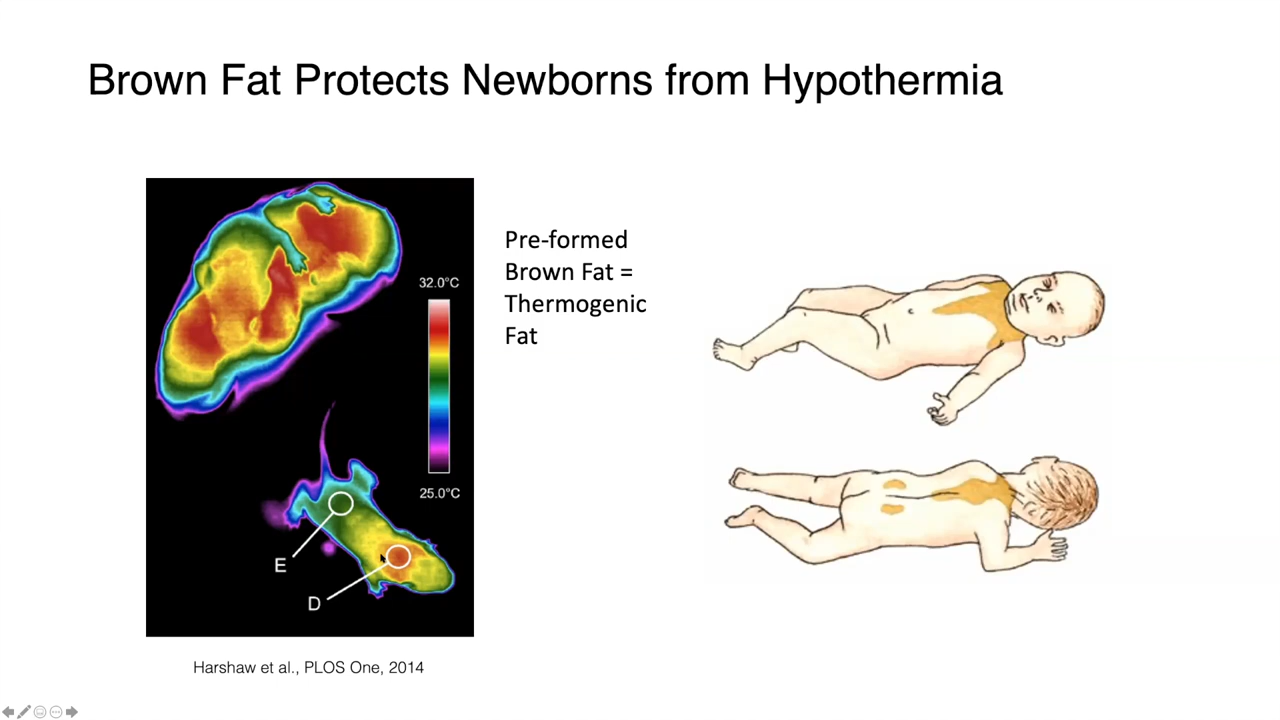 Brown Fat Protects Newborns from Hypothermia
32.0°C
25.0°C
E
D
Pre-formed
Brown Fat =
Thermogenic
Fat
Harshaw et al., PLOS One, 2014